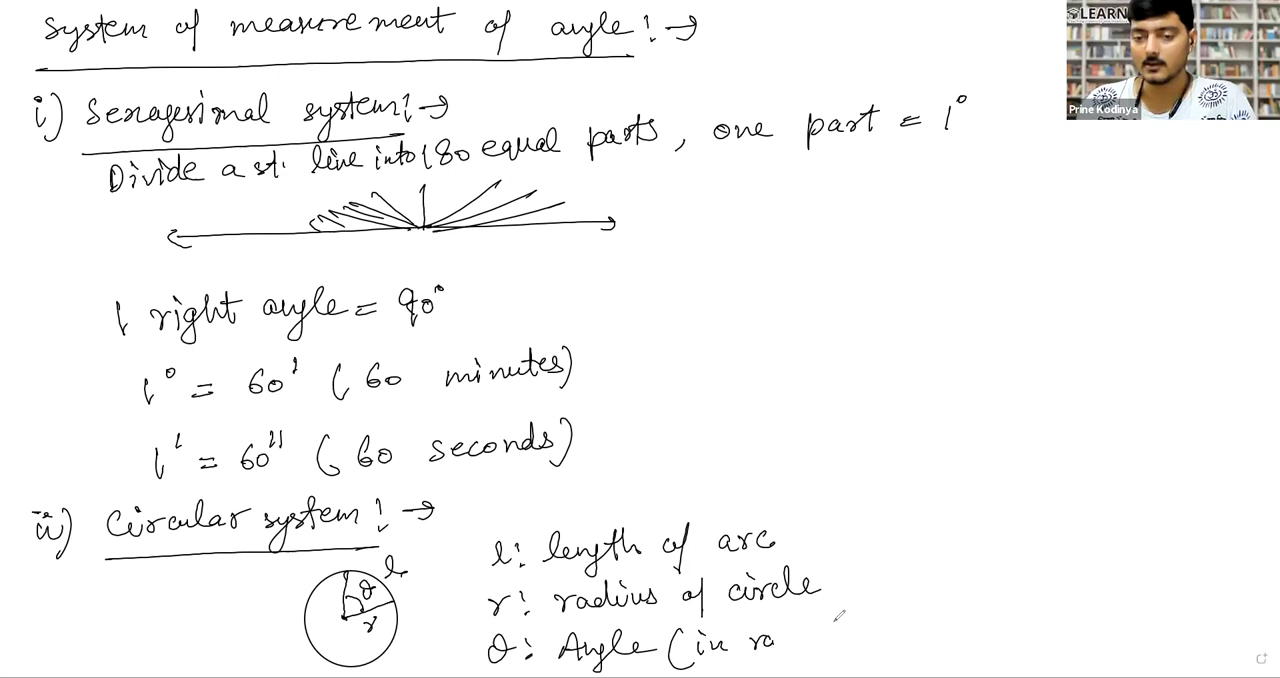 System of measurement of angle :→
LEARN
Prine Kodinya
i) Sexagesimal system :→
Divide a st. line into 180 equal parts, one part = 1°
1 right angle = 90°
1° = 60' (60 minutes)
1' = 60'' (60 seconds)
ii) Circular system :→
l
θ
r
l : length of arc
r : radius of circle
θ : Angle (in ra